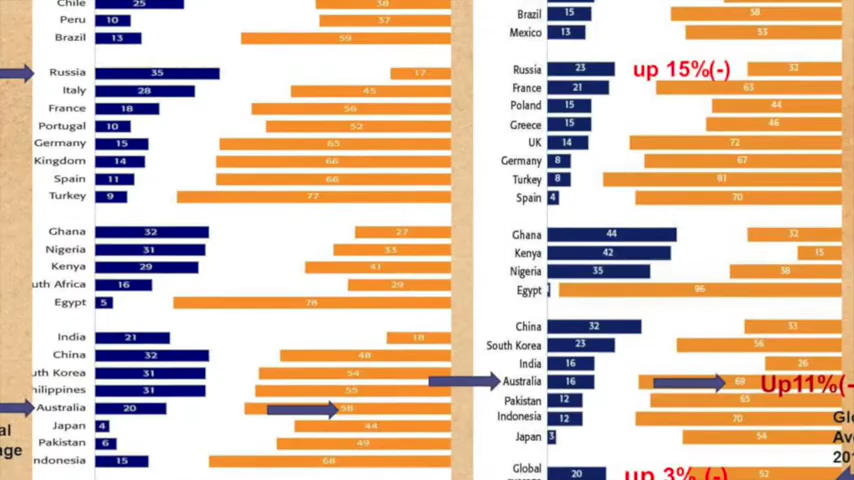 Chile 25 38
Peru 10 37
Brazil 13 59
Russia 35 17
Italy 28 45
France 18 56
Portugal 10 52
Germany 15 65
Kingdom 14 66
Spain 11 66
Turkey 9 77
Ghana 32 27
Nigeria 31 33
Kenya 29 41
uth Africa 16 29
Egypt 5 78
India 21 18
China 32 48
uth Korea 31 54
hilippines 31 55
Australia 20 58
Japan 4 44
Pakistan 6 49
ndonesia 15 68
al
age
Brazil 15 58
Mexico 13 53
Russia 23 up 15%(-) 32
France 21 63
Poland 15 44
Greece 15 46
UK 14 72
Germany 8 67
Turkey 8 81
Spain 4 70
Ghana 44 32
Kenya 42 15
Nigeria 35 38
Egypt 96
China 32 33
South Korea 23 56
India 16 26
Australia 16 69 Up11%(-
Pakistan 12 65
Indonesia 12 70
Japan 3 54
Global 20 up 3% (-) 52
Glo
Ave
201